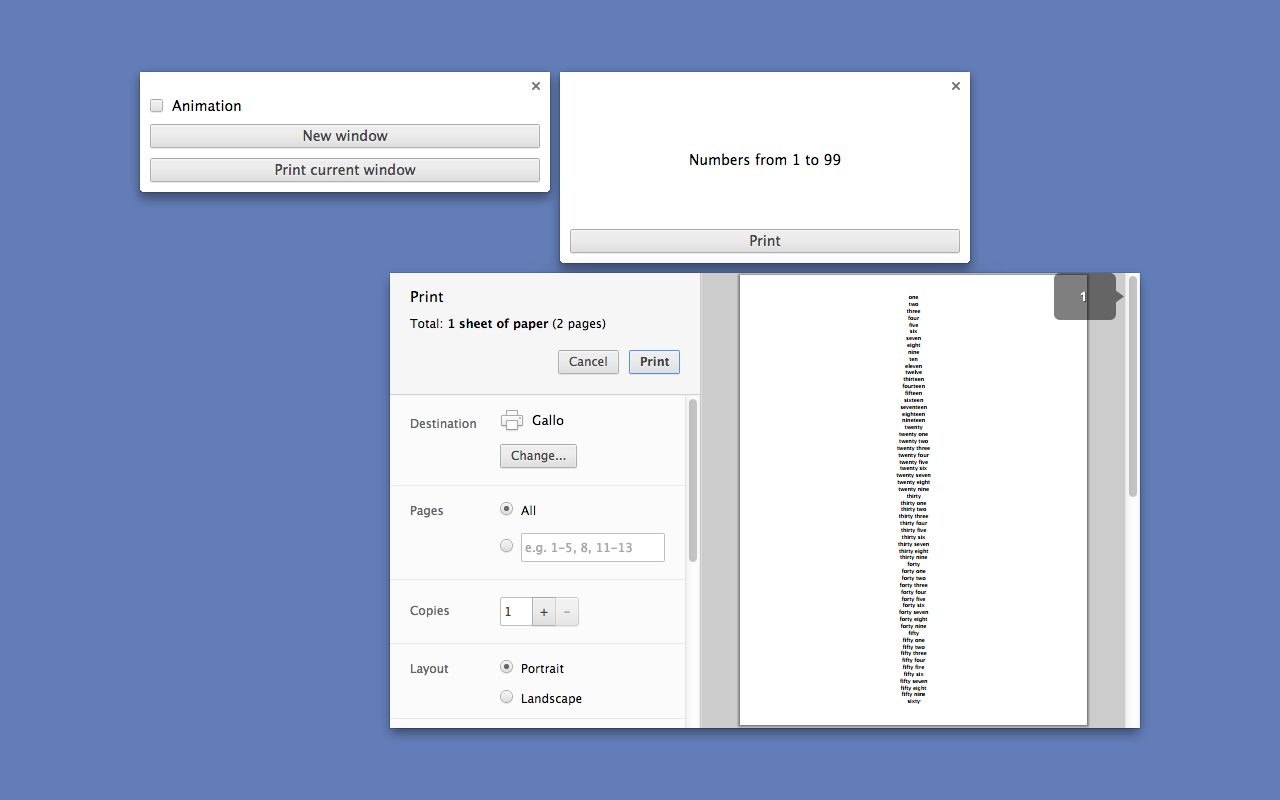 Animation
New window
Print current window
Numbers from 1 to 99
Print
Print
Total: 1 sheet of paper (2 pages)
Cancel
Print
Destination
Gallo
Change...
Pages
All
e.g. 1-5, 8, 11-13
Copies
1
+
-
Layout
Portrait
Landscape
1
one
two
three
four
five
six
seven
eight
nine
ten
eleven
twelve
thirteen
fourteen
fifteen
sixteen
seventeen
eighteen
nineteen
twenty
twenty one
twenty two
twenty three
twenty four
twenty five
twenty six
twenty seven
twenty eight
twenty nine
thirty
thirty one
thirty two
thirty three
thirty four
thirty five
thirty six
thirty seven
thirty eight
thirty nine
forty
forty one
forty two
forty three
forty four
forty five
forty six
forty seven
forty eight
forty nine
fifty
fifty one
fifty two
fifty three
fifty four
fifty five
fifty six
fifty seven
fifty eight
fifty nine
sixty